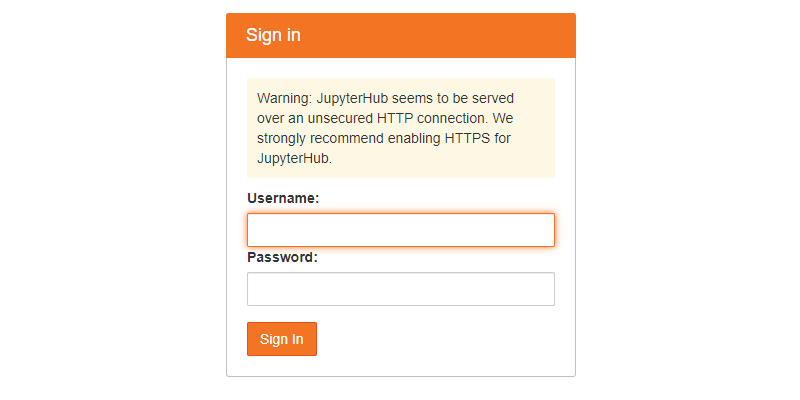 Sign in
Warning: JupyterHub seems to be served
over an unsecured HTTP connection. We
strongly recommend enabling HTTPS for
JupyterHub.
Username:
Password:
Sign In